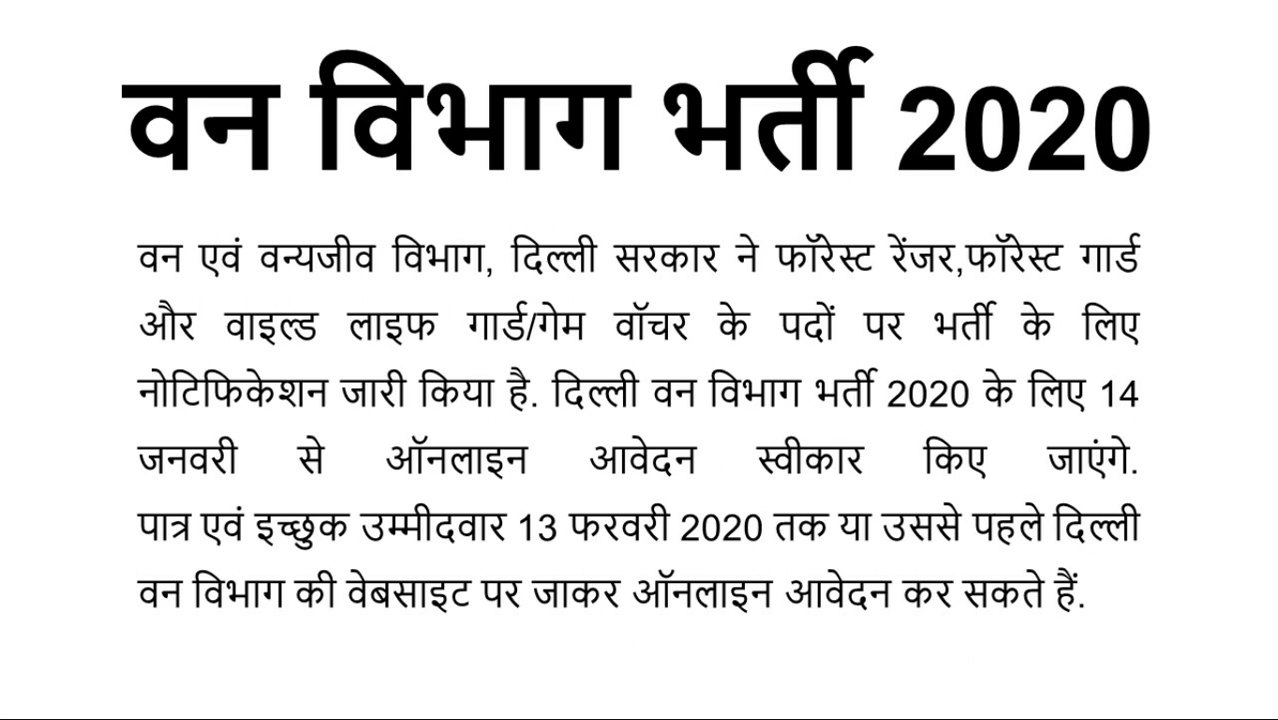 वन विभाग भर्ती 2020
वन एवं वन्यजीव विभाग, दिल्ली सरकार ने फॉरेस्ट रेंजर,फॉरेस्ट गार्ड
और वाइल्ड लाइफ गार्ड/गेम वॉचर के पदों पर भर्ती के लिए
नोटिफिकेशन जारी किया है. दिल्ली वन विभाग भर्ती 2020 के लिए 14
जनवरी से ऑनलाइन आवेदन स्वीकार किए जाएंगे.
पात्र एवं इच्छुक उम्मीदवार 13 फरवरी 2020 तक या उससे पहले दिल्ली
वन विभाग की वेबसाइट पर जाकर ऑनलाइन आवेदन कर सकते हैं.